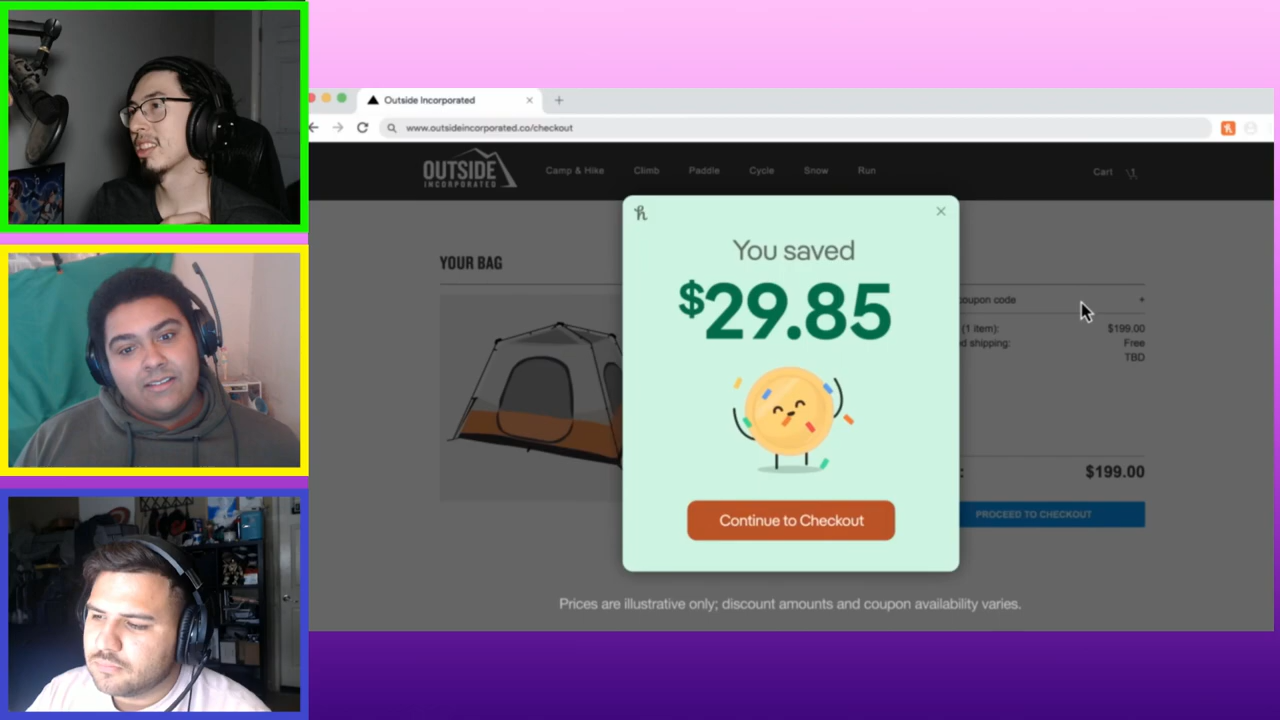 Outside Incorporated
www.outsideincorporated.co/checkout
OUTSIDE
INCORPORATED
Camp & Hike
Climb
Paddle
Cycle
Snow
Run
Cart
YOUR BAG
You saved
$29.85
Continue to Checkout
coupon code
+
(1 item):
$199.00
d shipping:
Free
TBD
$199.00
PROCEED TO CHECKOUT
Prices are illustrative only; discount amounts and coupon availability varies.